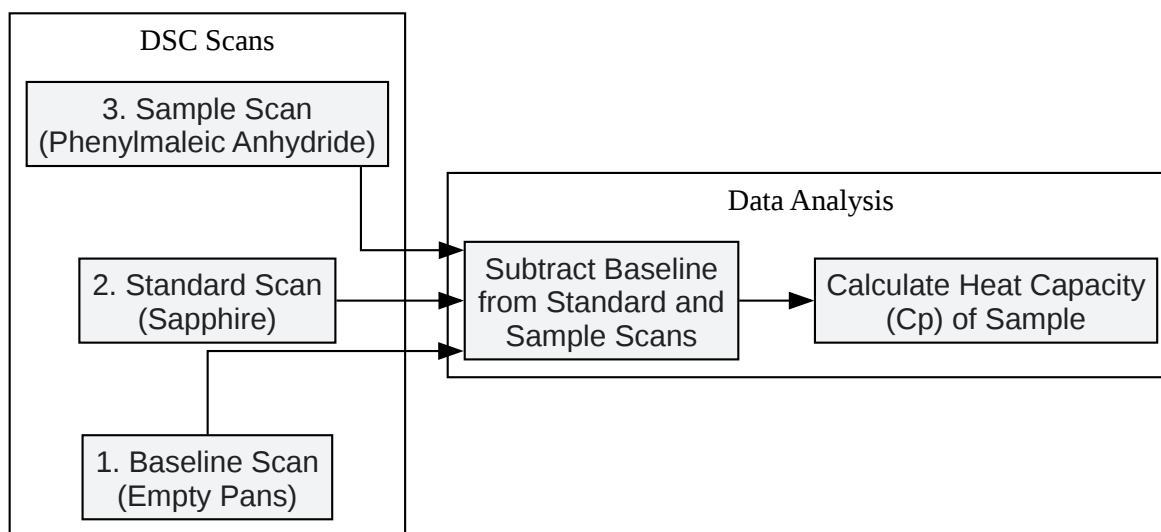 DSC Scans
3. Sample Scan
(Phenylmaleic Anhydride)
2. Standard Scan
(Sapphire)
1. Baseline Scan
(Empty Pans)
Data Analysis
Subtract Baseline
from Standard and
Sample Scans
Calculate Heat Capacity
(Cp) of Sample